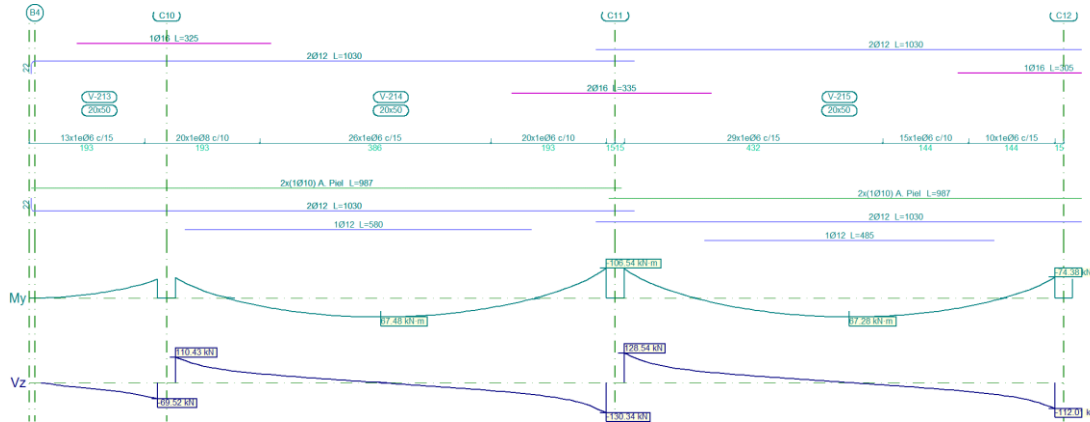 B4 C10 C11 C12
1Ø16 L=325
2Ø12 L=1030
2Ø12 L=1030
22
1Ø16 L=305
2Ø16 L=335
V-213 V-214 V-215
20x50 20x50 20x50
13x1eØ6 c/15 20x1eØ8 c/10 26x1eØ6 c/15 20x1eØ6 c/10 29x1eØ6 c/15 15x1eØ6 c/10 10x1eØ6 c/15
193 193 386 193 1515 432 144 144 15
2x(1Ø10) A. Piel L=987
2x(1Ø10) A. Piel L=987
22
2Ø12 L=1030
2Ø12 L=1030
1Ø12 L=580
1Ø12 L=485
-106.54 kN·m
-74.38 k
My
67.48 kN·m 67.28 kN·m
110.43 kN 128.54 kN
Vz
-69.52 kN
-130.34 kN -112.01 k